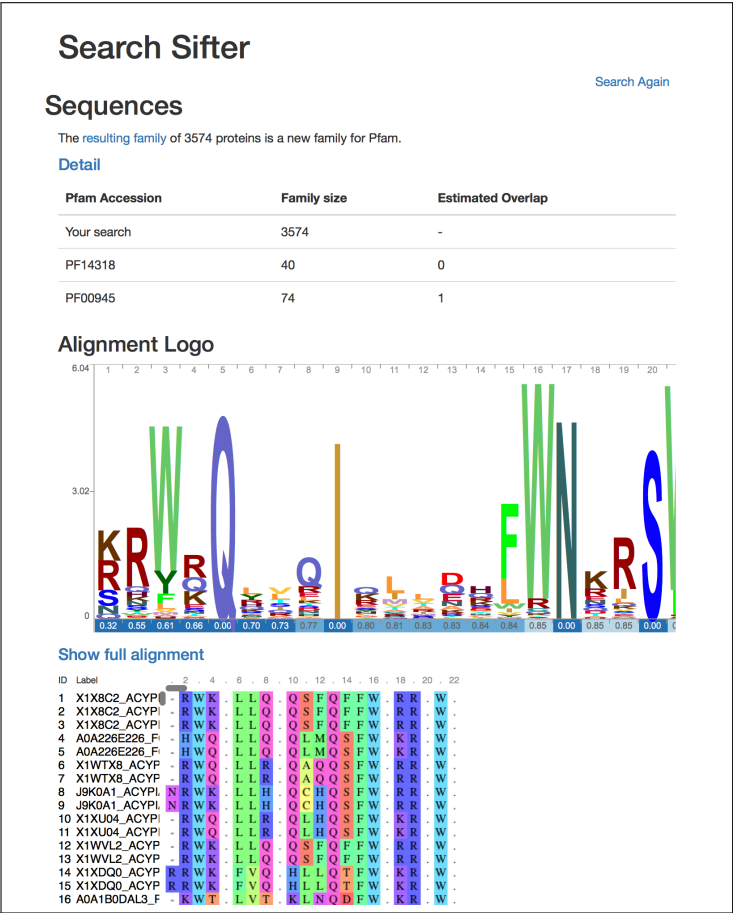 Search Sifter
Search Again
Sequences
The resulting family of 3574 proteins is a new family for Pfam.
Detail
Pfam Accession Family size Estimated Overlap
Your search 3574 -
PF14318 40 0
PF00945 74 1
Alignment Logo
6.04
1 2 3 4 5 6 7 8 9 10 11 12 13 14 15 16 17 18 19 20
3.02
0
0.32 0.55 0.61 0.66 0.00 0.70 0.73 0.77 0.00 0.80 0.81 0.83 0.83 0.84 0.84 0.85 0.00 0.85 0.85 0.00
Show full alignment
ID Label . 2 . 4 . 6 . 8 . 10 . 12 . 14 . 16 . 18 . 20 . 22
1 X1X8C2_ACYPI - R W K . L L Q . Q S F Q F F W . R R . W .
2 X1X8C2_ACYPI - R W K . L L Q . Q S F Q F F W . R R . W .
3 X1X8C2_ACYPI - R W K . L L Q . Q S F Q F F W . R R . W .
4 A0A226E226_F - H W Q . L L Q . Q L M Q S F W . K R . W .
5 A0A226E226_F - H W Q . L L Q . Q L M Q S F W . K R . W .
6 X1WTX8_ACYP - R W Q . L L R . Q A Q Q S F W . K R . W .
7 X1WTX8_ACYP - R W Q . L L R . Q A Q Q S F W . K R . W .
8 J9K0A1_ACYPI N R W K . L L H . Q C H Q S F W . K R . W .
9 J9K0A1_ACYPI N R W K . L L H . Q C H Q S F W . K R . W .
10 X1XU04_ACYP - R W Q . L L R . Q L H Q S F W . K R . W .
11 X1XU04_ACYP - R W Q . L L R . Q L H Q S F W . K R . W .
12 X1WVL2_ACYP - R W K . L L Q . Q S F Q F F W . R R . W .
13 X1WVL2_ACYP - R W K . L L Q . Q S F Q F F W . R R . W .
14 X1XDQ0_ACYP R R W K . F V Q . H L L Q T F W . K R . W .
15 X1XDQ0_ACYP R R W K . F V Q . H L L Q T F W . K R . W .
16 A0A1B0DAL3_F - K W T . L V T . K L N Q D F W . K R . W .